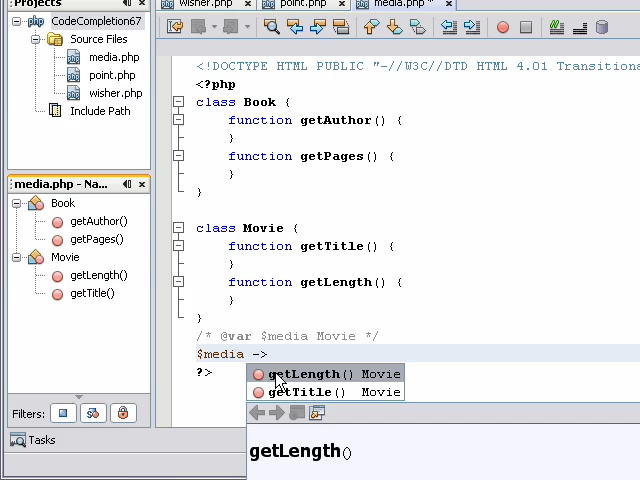 Projects
CodeCompletion67
Source Files
media.php
point.php
wisher.php
Include Path
media.php - Na...
Book
getAuthor()
getPages()
Movie
getLength()
getTitle()
Filters:
Tasks
wisher.php
point.php
media.php *
<!DOCTYPE HTML PUBLIC "-//W3C//DTD HTML 4.01 Transitiona
<?php
class Book {
function getAuthor() {
}
function getPages() {
}
}
class Movie {
function getTitle() {
}
function getLength() {
}
}
/* @var $media Movie */
$media ->
?>
getLength() Movie
getTitle() Movie
getLength()